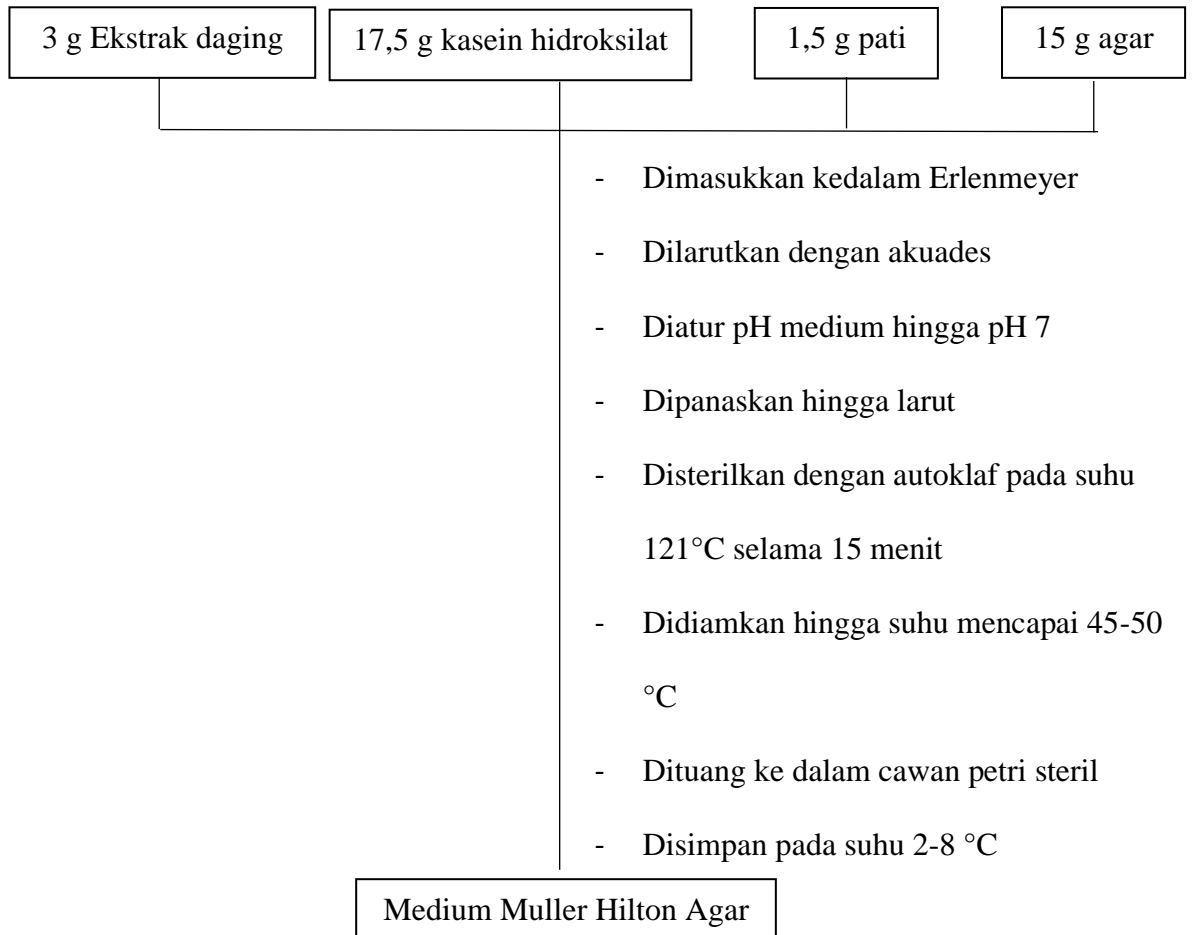 3 g Ekstrak daging
17,5 g kasein hidroksilat
1,5 g pati
15 g agar
- Dimasukkan kedalam Erlenmeyer
- Dilarutkan dengan akuades
- Diatur pH medium hingga pH 7
- Dipanaskan hingga larut
- Disterilkan dengan autoklaf pada suhu
121°C selama 15 menit
- Didiamkan hingga suhu mencapai 45-50
°C
- Dituang ke dalam cawan petri steril
- Disimpan pada suhu 2-8 °C
Medium Muller Hilton Agar